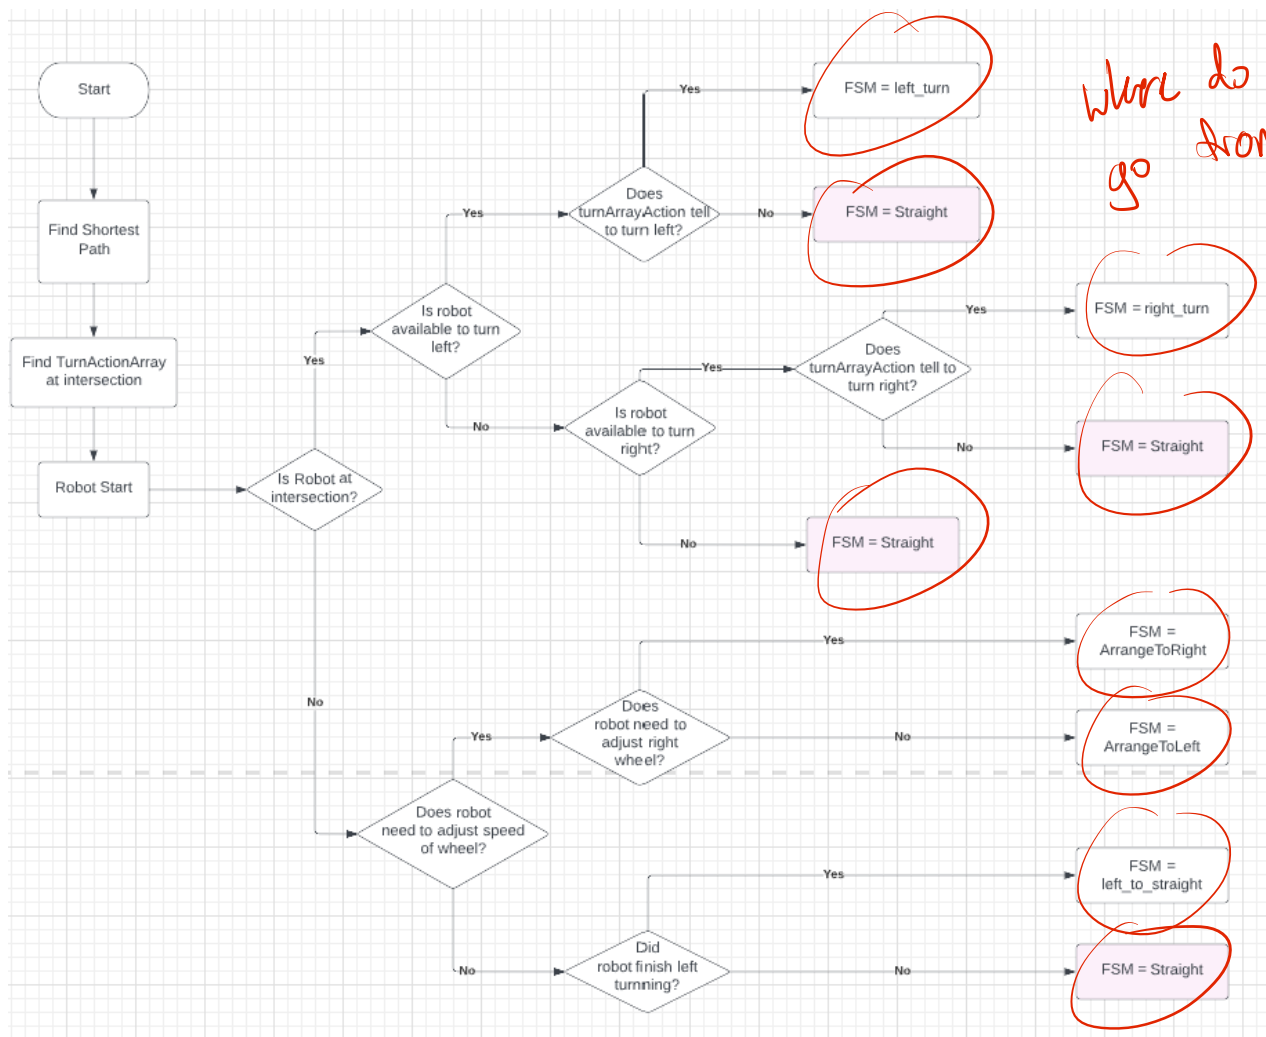 Start
Find Shortest
Path
Find TurnActionArray
at intersection
Robot Start
Is Robot at
intersection?
Yes
No
Is robot
available to turn
left?
Yes
No
Does
turnArrayAction tell
to turn left?
Yes
No
FSM = left_turn
FSM = Straight
Is robot
available to turn
right?
Yes
No
Does
turnArrayAction tell to
turn right?
Yes
No
FSM = right_turn
FSM = Straight
FSM = Straight
Does robot
need to adjust speed
of wheel?
Yes
No
Does
robot need to
adjust right
wheel?
Yes
No
FSM =
ArrangeToRight
FSM =
ArrangeToLeft
Did
robot finish left
turnning?
Yes
No
FSM =
left_to_straight
FSM = Straight
where do
go